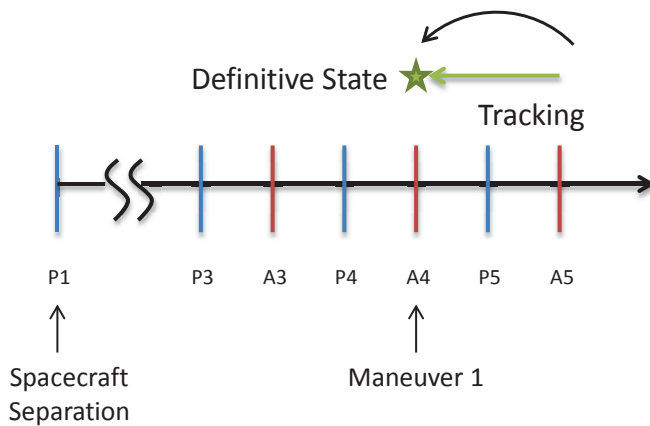 Definitive State
Tracking
P1 P3 A3 P4 A4 P5 A5
Spacecraft
Separation
Maneuver 1